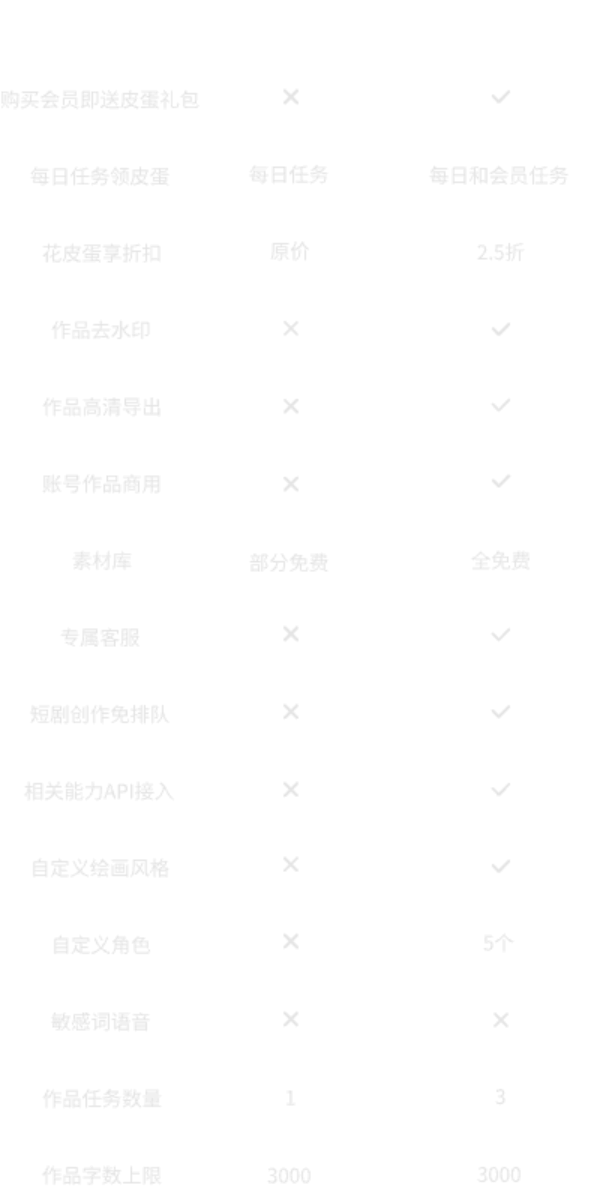 购买会员即送皮蛋礼包 ✕ ✓
每日任务领皮蛋 每日任务 每日和会员任务
花皮蛋享折扣 原价 2.5折
作品去水印 ✕ ✓
作品高清导出 ✕ ✓
账号作品商用 ✕ ✓
素材库 部分免费 全免费
专属客服 ✕ ✓
短剧创作免排队 ✕ ✓
相关能力API接入 ✕ ✓
自定义绘画风格 ✕ ✓
自定义角色 ✕ 5个
敏感词语音 ✕ ✕
作品任务数量 1 3
作品字数上限 3000 3000